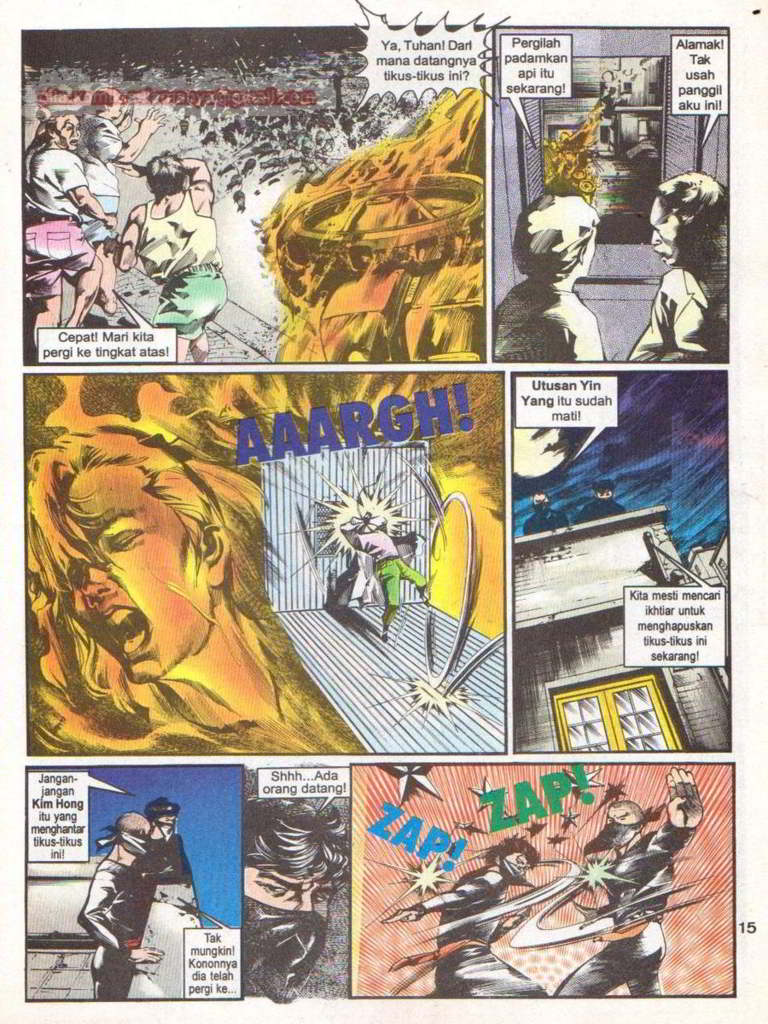 Ya, Tuhan! Dari
mana datangnya
tikus-tikus ini?
Cepat! Mari kita
pergi ke tingkat atas!
Pergilah
padamkan
api itu
sekarang!
Alamak!
Tak
usah
panggil
aku ini!
AAARGH!
Utusan Yin
Yang itu sudah
mati!
Kita mesti mencari
ikhtiar untuk
menghapuskan
tikus-tikus ini
sekarang!
Jangan-
jangan
Kim Hong
itu yang
menghantar
tikus-tikus
ini!
Tak
mungkin!
Kononnya
dia telah
pergi ke...
Shhh...Ada
orang datang!
ZAP!
ZAP!
15